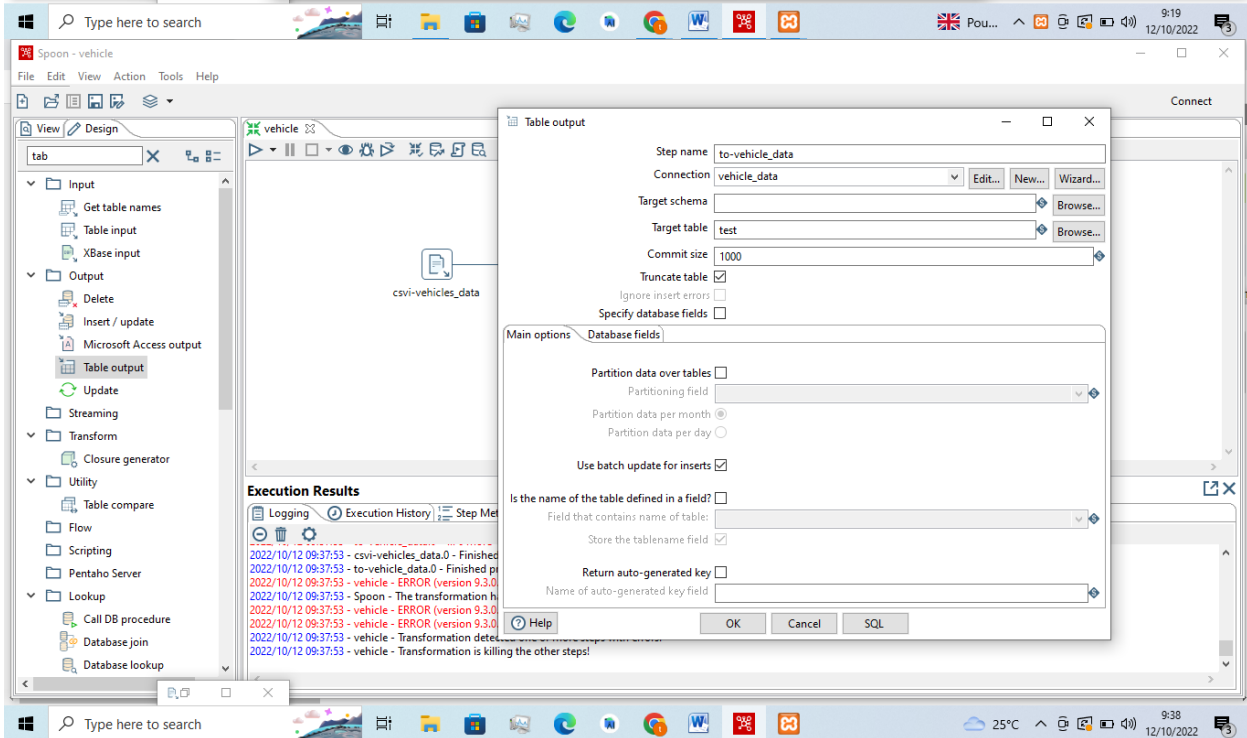 Type here to search
Pou...
9:19
12/10/2022
3
Spoon - vehicle
File Edit View Action Tools Help
Connect
View Design
tab
Input
Get table names
Table input
XBase input
Output
Delete
Insert / update
Microsoft Access output
Table output
Update
Streaming
Transform
Closure generator
Utility
Table compare
Flow
Scripting
Pentaho Server
Lookup
Call DB procedure
Database join
Database lookup
vehicle
csvi-vehicles_data
Execution Results
Logging Execution History Step Met
2022/10/12 09:37:53 - csvi-vehicles_data.0 - Finished
2022/10/12 09:37:53 - to-vehicle_data.0 - Finished p
2022/10/12 09:37:53 - vehicle - ERROR (version 9.3.0
2022/10/12 09:37:53 - Spoon - The transformation h
2022/10/12 09:37:53 - vehicle - ERROR (version 9.3.0
2022/10/12 09:37:53 - vehicle - ERROR (version 9.3.0
2022/10/12 09:37:53 - vehicle - Transformation detected one or more steps with errors.
2022/10/12 09:37:53 - vehicle - Transformation is killing the other steps!
Table output
Step name to-vehicle_data
Connection vehicle_data Edit... New... Wizard...
Target schema Browse...
Target table test Browse...
Commit size 1000
Truncate table
Ignore insert errors
Specify database fields
Main options Database fields
Partition data over tables
Partitioning field
Partition data per month
Partition data per day
Use batch update for inserts
Is the name of the table defined in a field?
Field that contains name of table:
Store the tablename field
Return auto-generated key
Name of auto-generated key field
Help OK Cancel SQL
Type here to search
25°C
9:38
12/10/2022
3